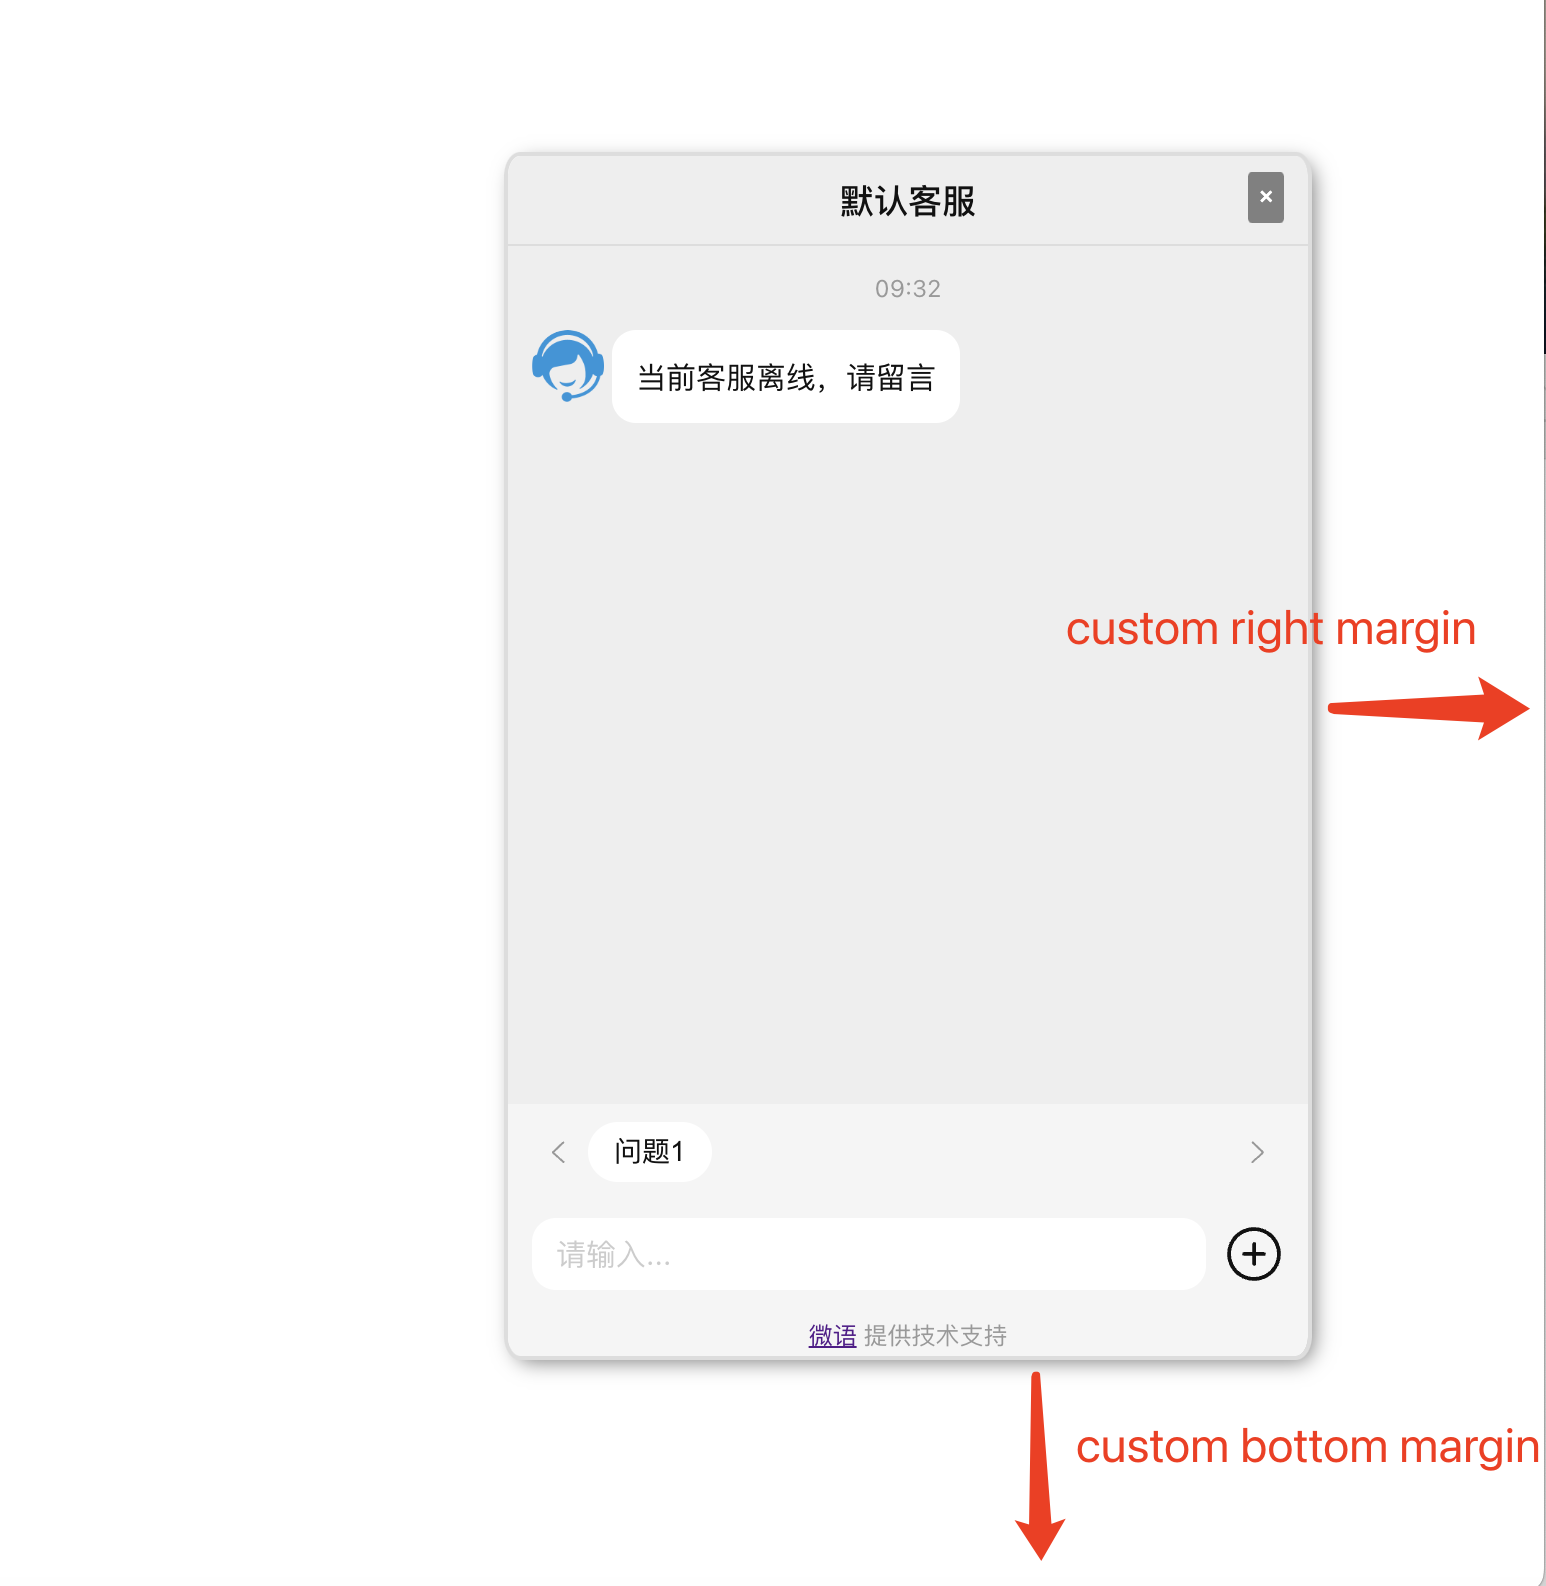 默认客服
×
09:32
当前客服离线，请留言
custom right margin
问题1
请输入...
微语 提供技术支持
custom bottom margin